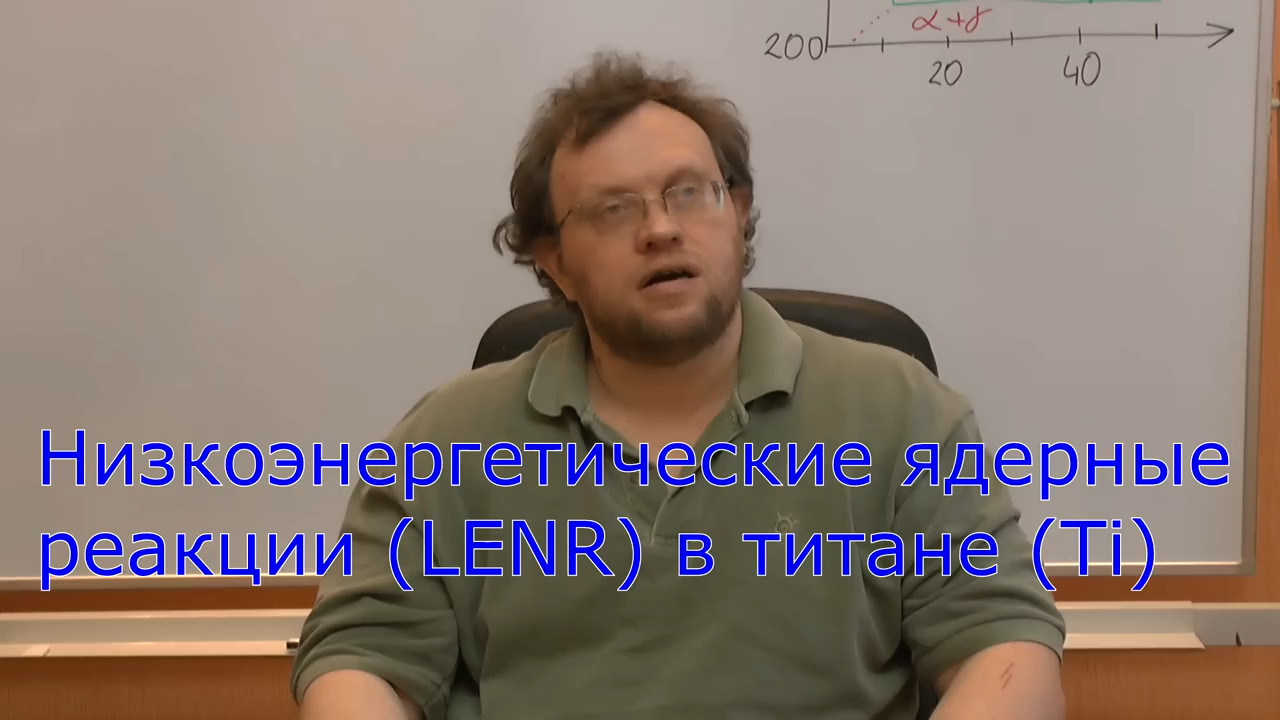 α+γ
200
20 40
Низкоэнергетические ядерные
реакции (LENR) в титане (Ti)